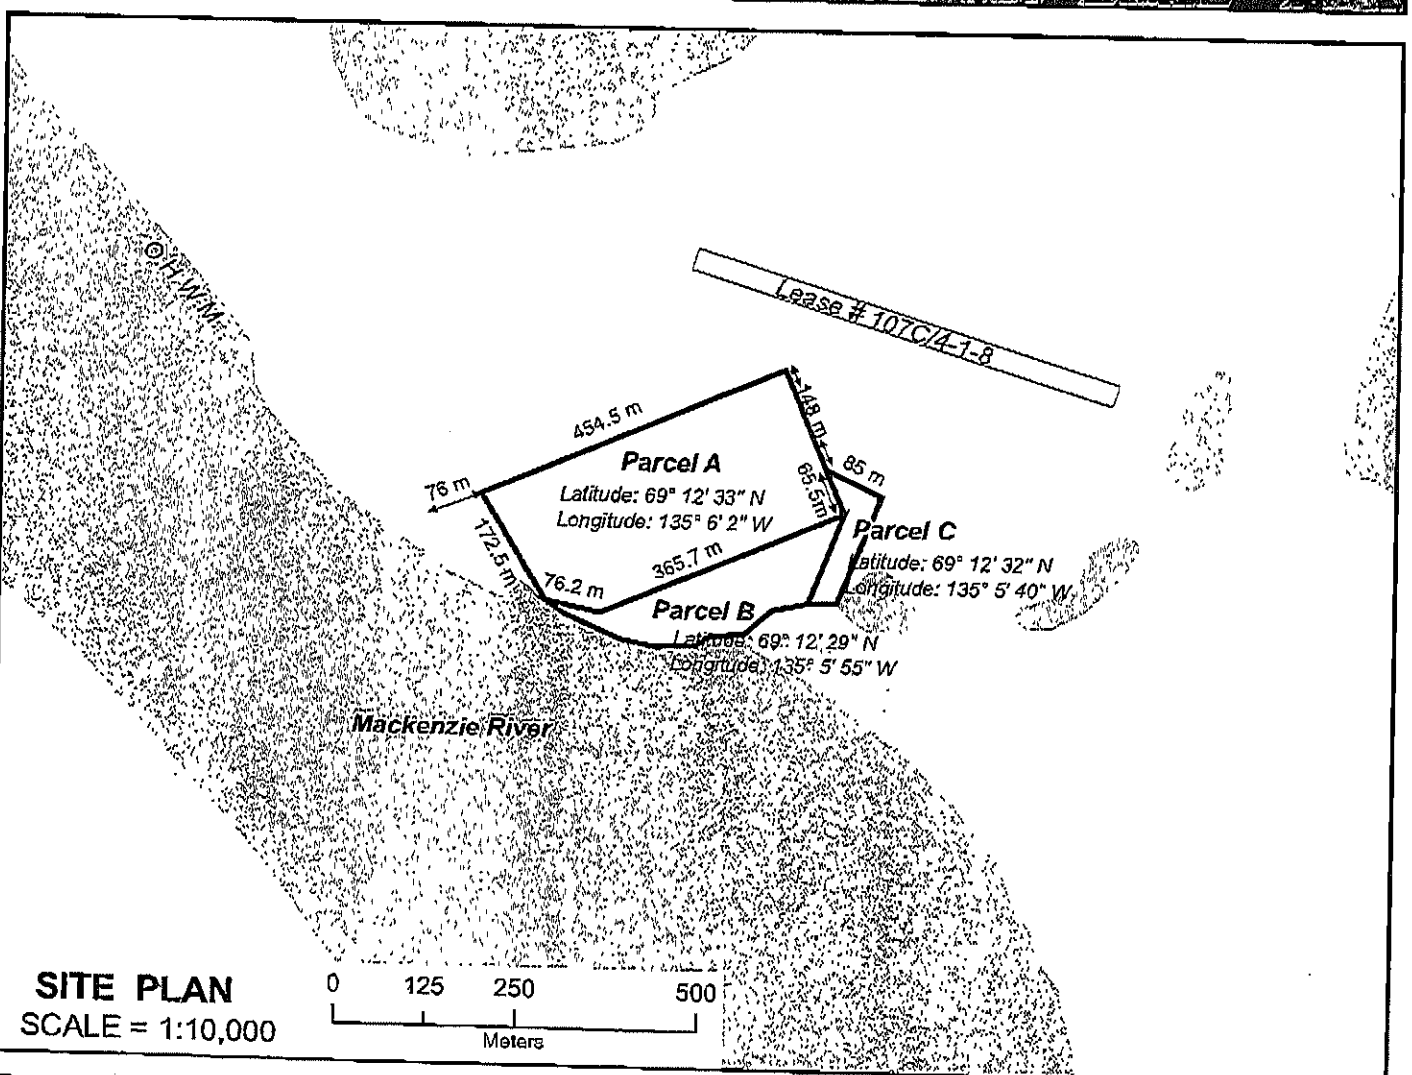 O.H.W.M.
Lease # 107C/4-1-8
454.5 m
148 m
Parcel A
85 m
76 m
Latitude: 69° 12' 33" N
Longitude: 135° 6' 2" W
65.5m
172.5 m
Parcel C
Latitude: 69° 12' 32" N
Longitude: 135° 5' 40" W
365.7 m
76.2 m
Parcel B
Latitude: 69° 12' 29" N
Longitude: 135° 5' 55" W
Mackenzie River
SITE PLAN
SCALE = 1:10,000
0 125 250 500
Meters